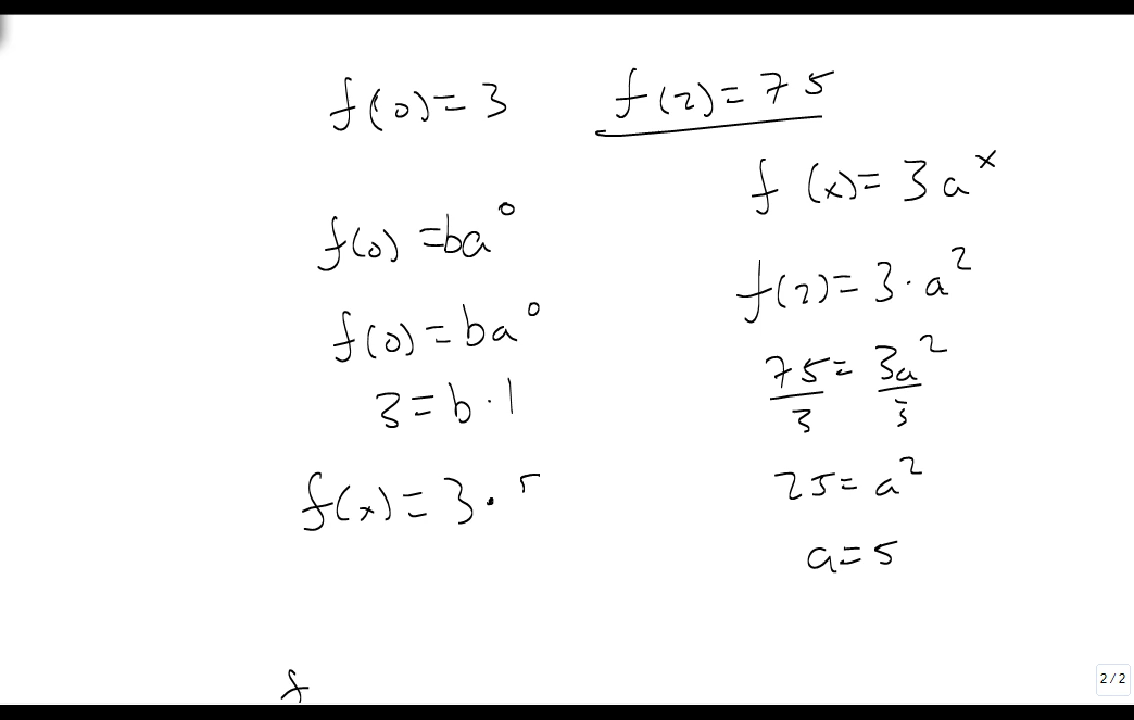 f(0)=3
f(2)=75
f(x)=3a^x
f(0)=ba^0
f(2)=3·a^2
f(0)=ba^0
75/3=3a^2/3
3=b·1
25=a^2
f(x)=3·5
a=5
f
2/2